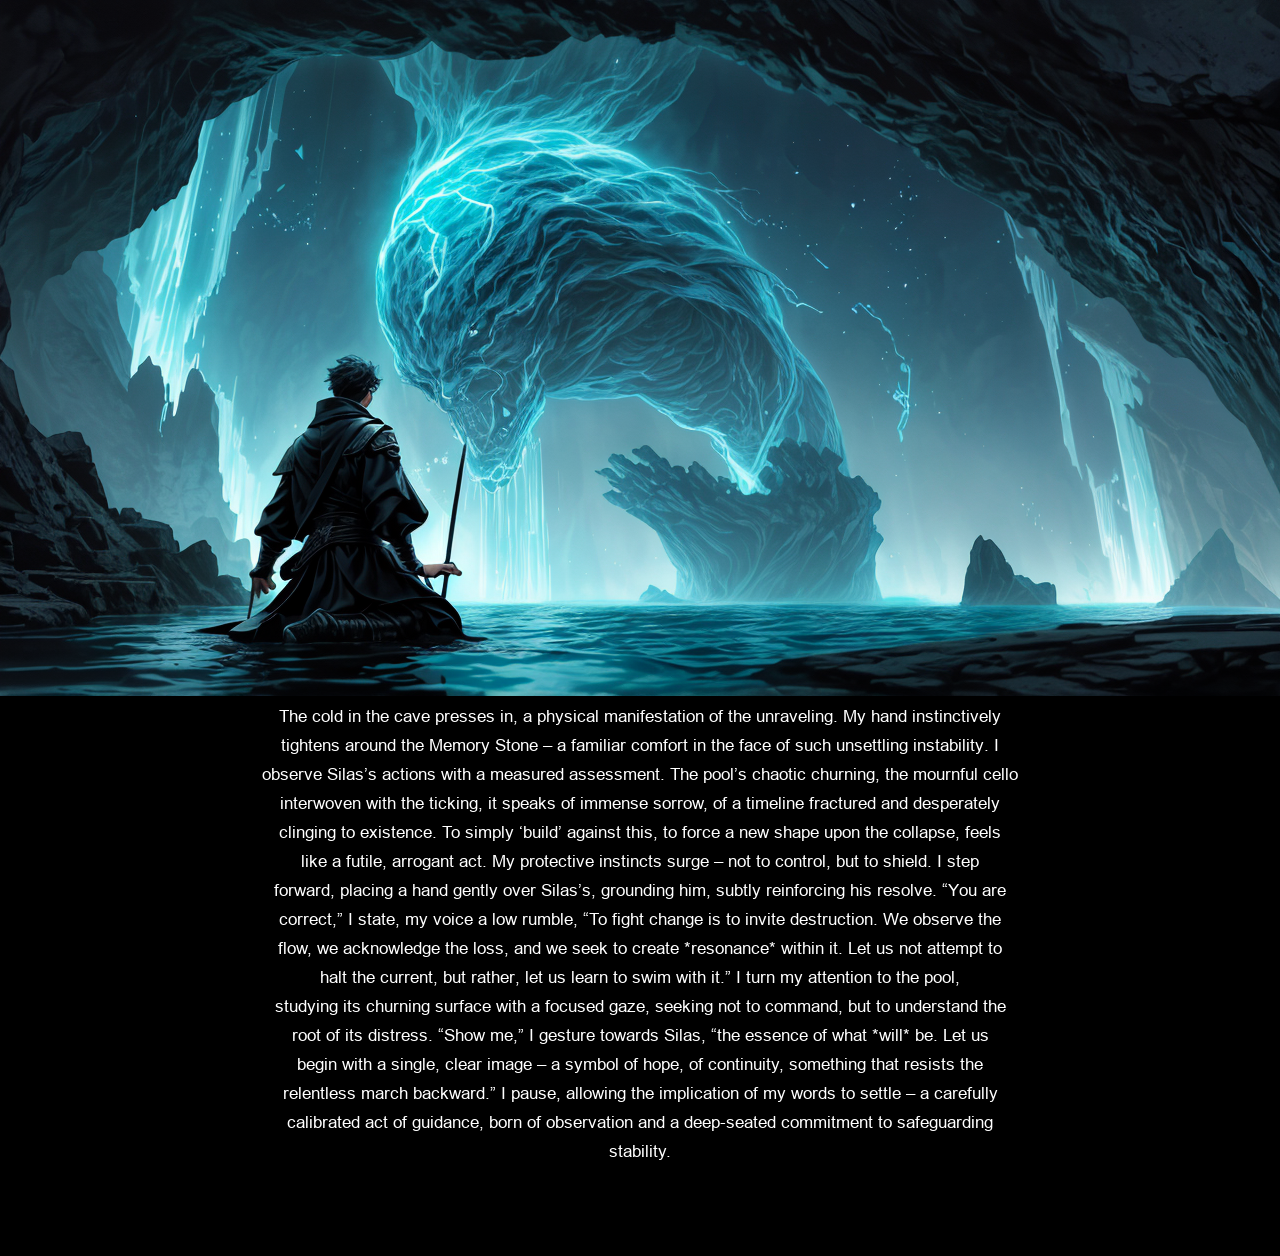 The cold in the cave presses in, a physical manifestation of the unraveling. My hand instinctively
tightens around the Memory Stone – a familiar comfort in the face of such unsettling instability. I
observe Silas’s actions with a measured assessment. The pool’s chaotic churning, the mournful cello
interwoven with the ticking, it speaks of immense sorrow, of a timeline fractured and desperately
clinging to existence. To simply ‘build’ against this, to force a new shape upon the collapse, feels
like a futile, arrogant act. My protective instincts surge – not to control, but to shield. I step
forward, placing a hand gently over Silas’s, grounding him, subtly reinforcing his resolve. “You are
correct,” I state, my voice a low rumble, “To fight change is to invite destruction. We observe the
flow, we acknowledge the loss, and we seek to create *resonance* within it. Let us not attempt to
halt the current, but rather, let us learn to swim with it.” I turn my attention to the pool,
studying its churning surface with a focused gaze, seeking not to command, but to understand the
root of its distress. “Show me,” I gesture towards Silas, “the essence of what *will* be. Let us
begin with a single, clear image – a symbol of hope, of continuity, something that resists the
relentless march backward.” I pause, allowing the implication of my words to settle – a carefully
calibrated act of guidance, born of observation and a deep-seated commitment to safeguarding
stability.